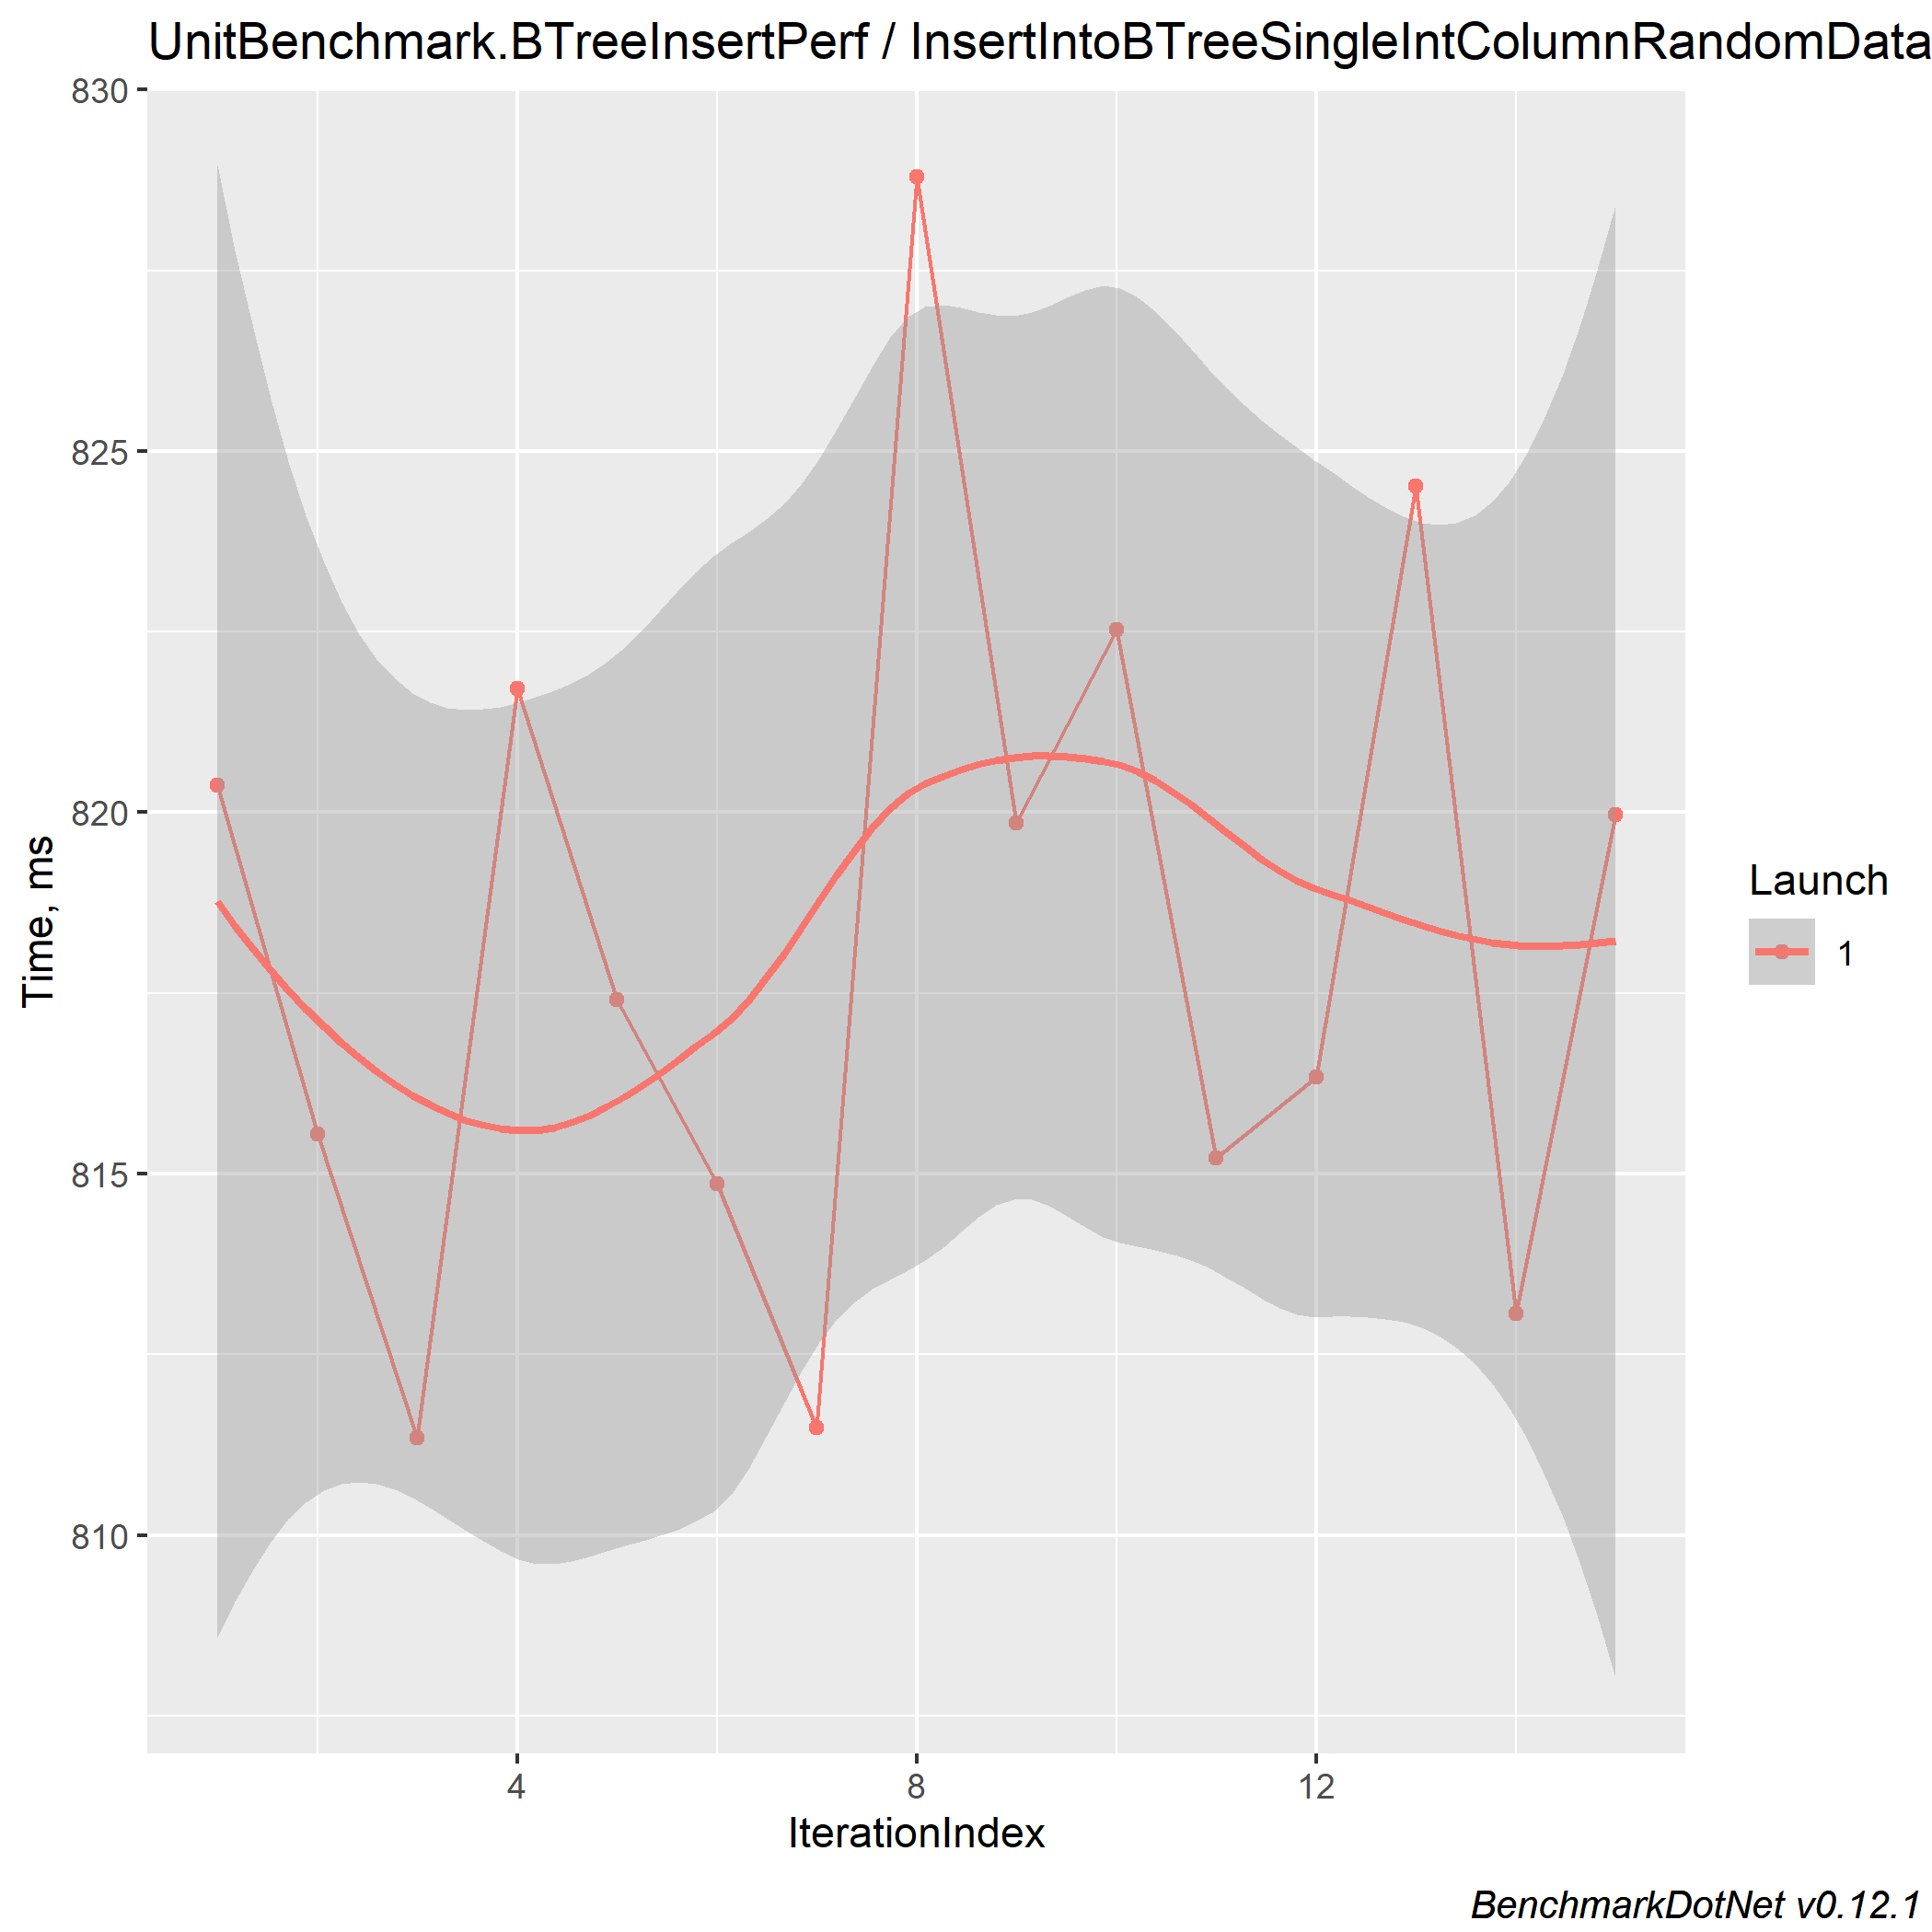 UnitBenchmark.BTreeInsertPerf / InsertIntoBTreeSingleIntColumnRandomData
830
825
820
815
810
Time, ms
4
8
12
IterationIndex
Launch
1
BenchmarkDotNet v0.12.1